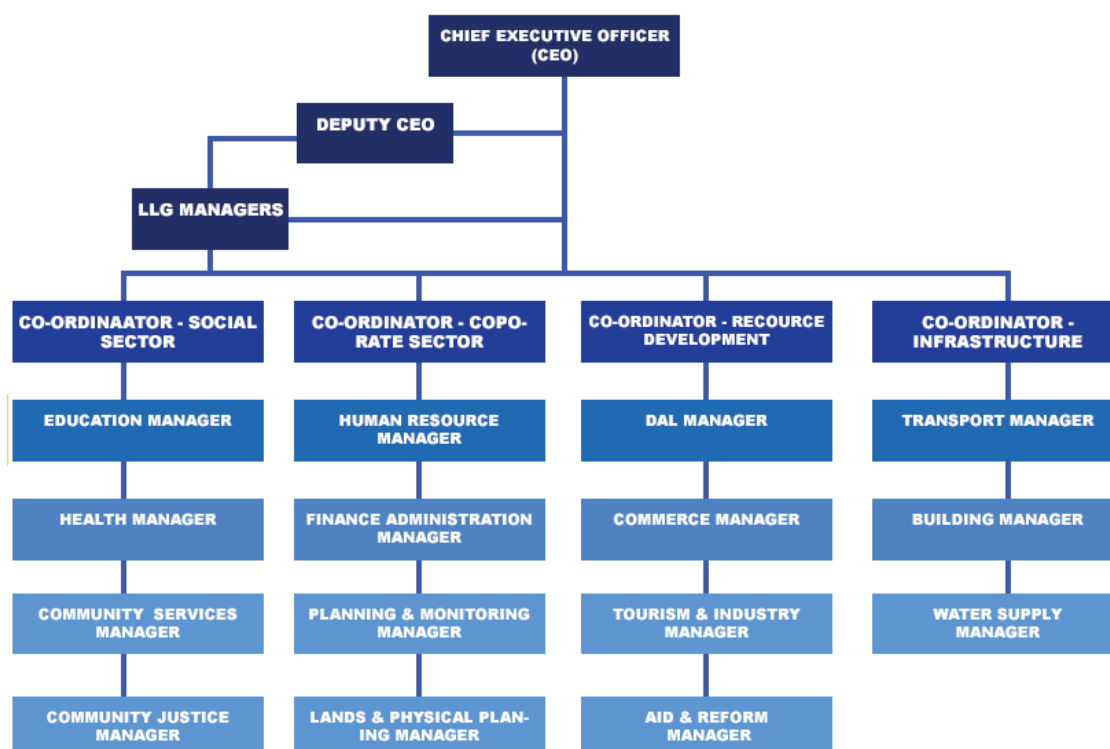 CHIEF EXECUTIVE OFFICER
(CEO)
DEPUTY CEO
LLG MANAGERS
CO-ORDINAATOR - SOCIAL
SECTOR
CO-ORDINATOR - COPO-
RATE SECTOR
CO-ORDINATOR - RECOURCE
DEVELOPMENT
CO-ORDINATOR -
INFRASTRUCTURE
EDUCATION MANAGER
HUMAN RESOURCE
MANAGER
DAL MANAGER
TRANSPORT MANAGER
HEALTH MANAGER
FINANCE ADMINISTRATION
MANAGER
COMMERCE MANAGER
BUILDING MANAGER
COMMUNITY SERVICES
MANAGER
PLANNING & MONITORING
MANAGER
TOURISM & INDUSTRY
MANAGER
WATER SUPPLY
MANAGER
COMMUNITY JUSTICE
MANAGER
LANDS & PHYSICAL PLAN-
ING MANAGER
AID & REFORM
MANAGER